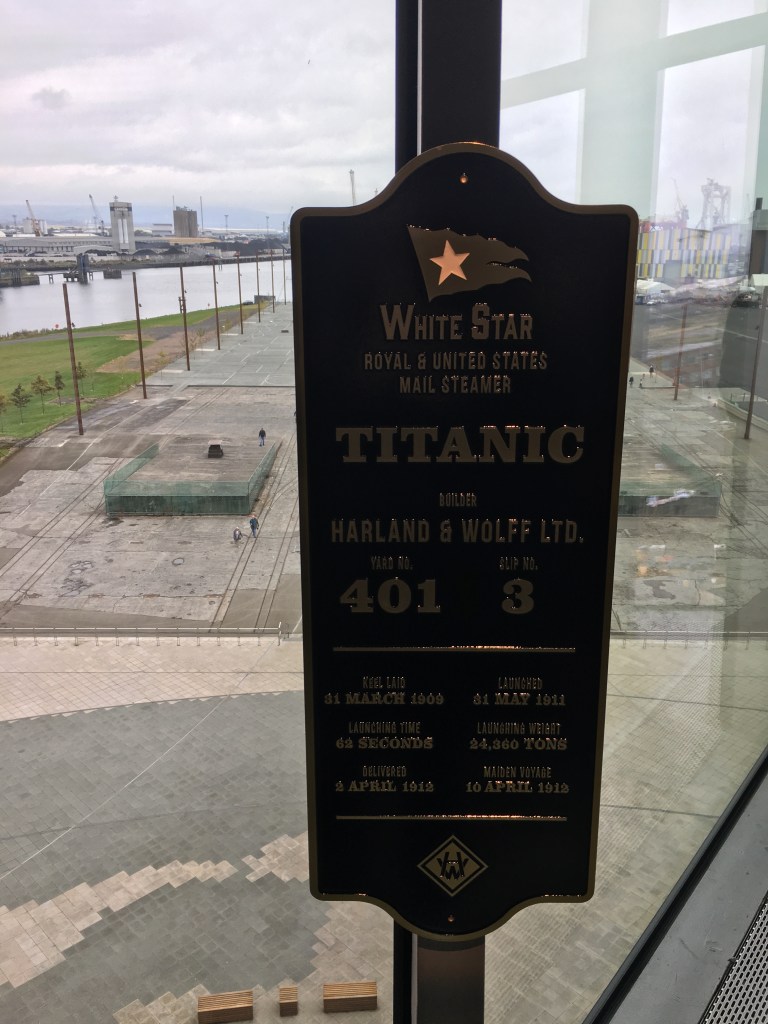 WHITE STAR
ROYAL & UNITED STATES
MAIL STEAMER
TITANIC
BUILDER
HARLAND & WOLFF LTD.
YARD NO. SLIP NO.
401 3
KEEL LAID LAUNCHED
31 MARCH 1909 31 MAY 1911
LAUNCHING TIME LAUNCHING WEIGHT
62 SECONDS 24,360 TONS
DELIVERED MAIDEN VOYAGE
2 APRIL 1912 10 APRIL 1912